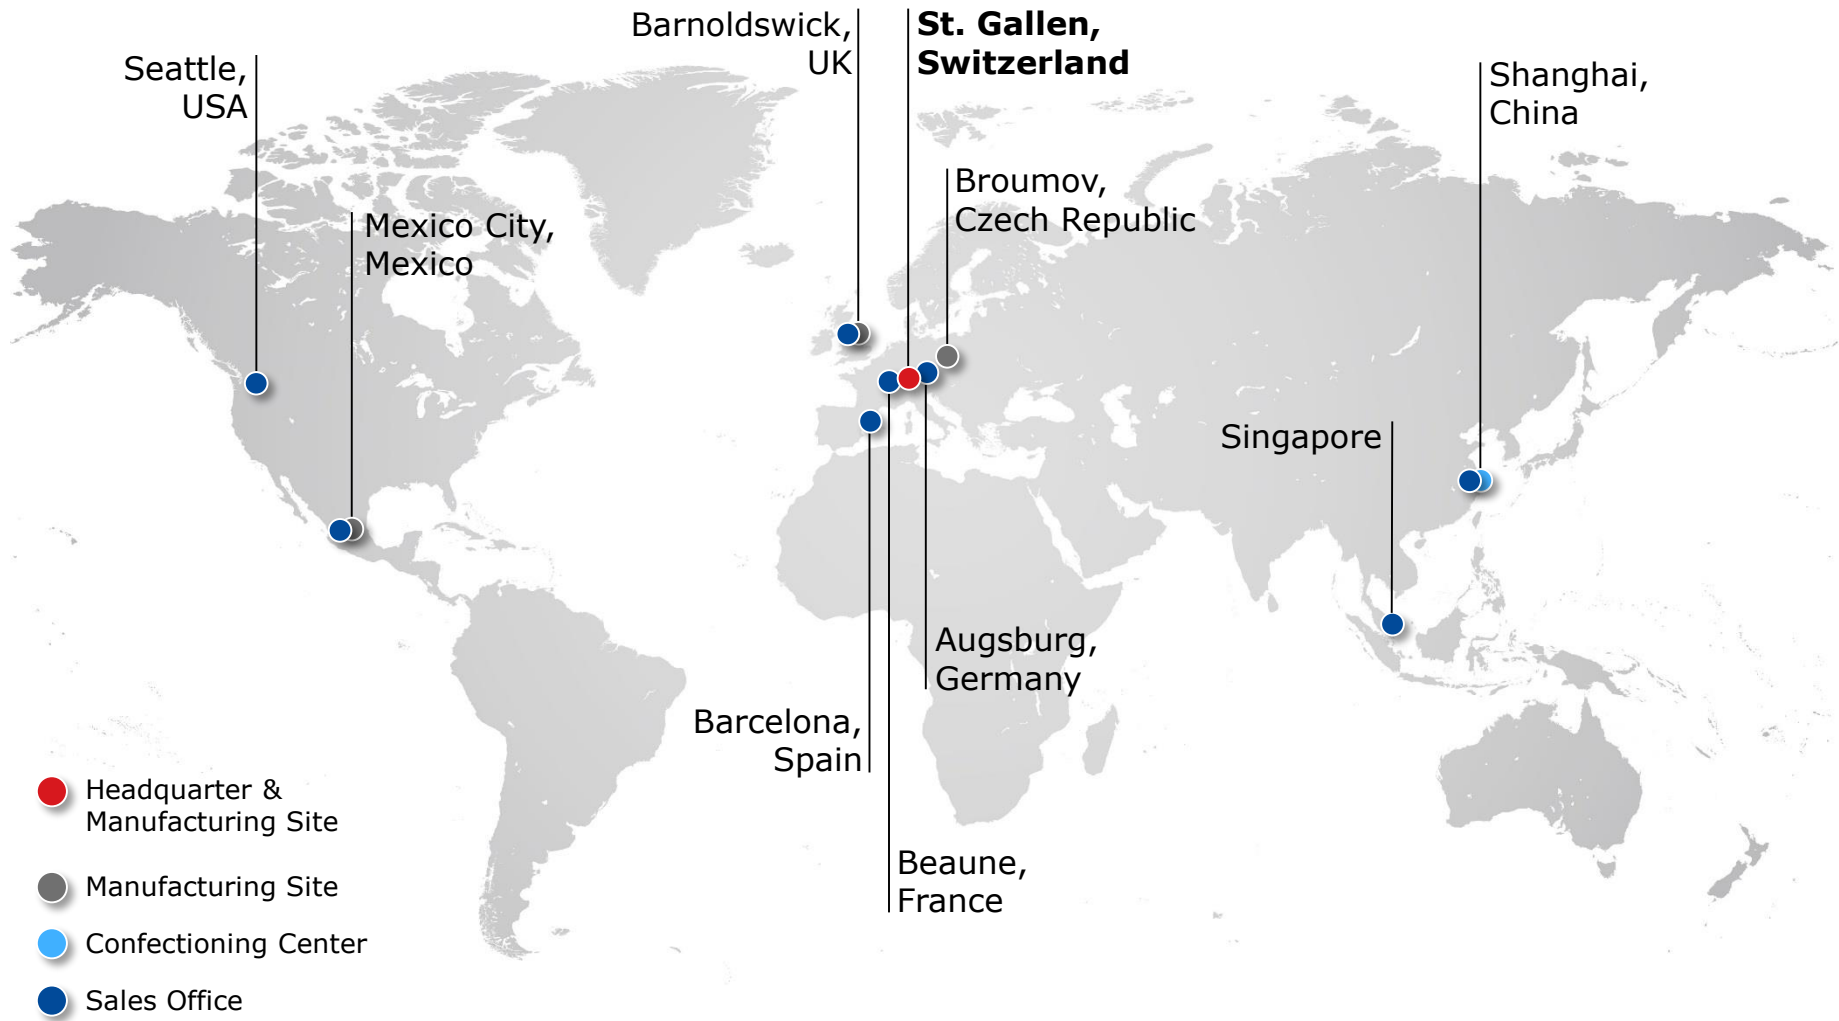 Barnoldswick,
UK
St. Gallen,
Switzerland
Seattle,
USA
Shanghai,
China
Broumov,
Czech Republic
Mexico City,
Mexico
Singapore
Augsburg,
Germany
Barcelona,
Spain
Beaune,
France
Headquarter &
Manufacturing Site
Manufacturing Site
Confectioning Center
Sales Office